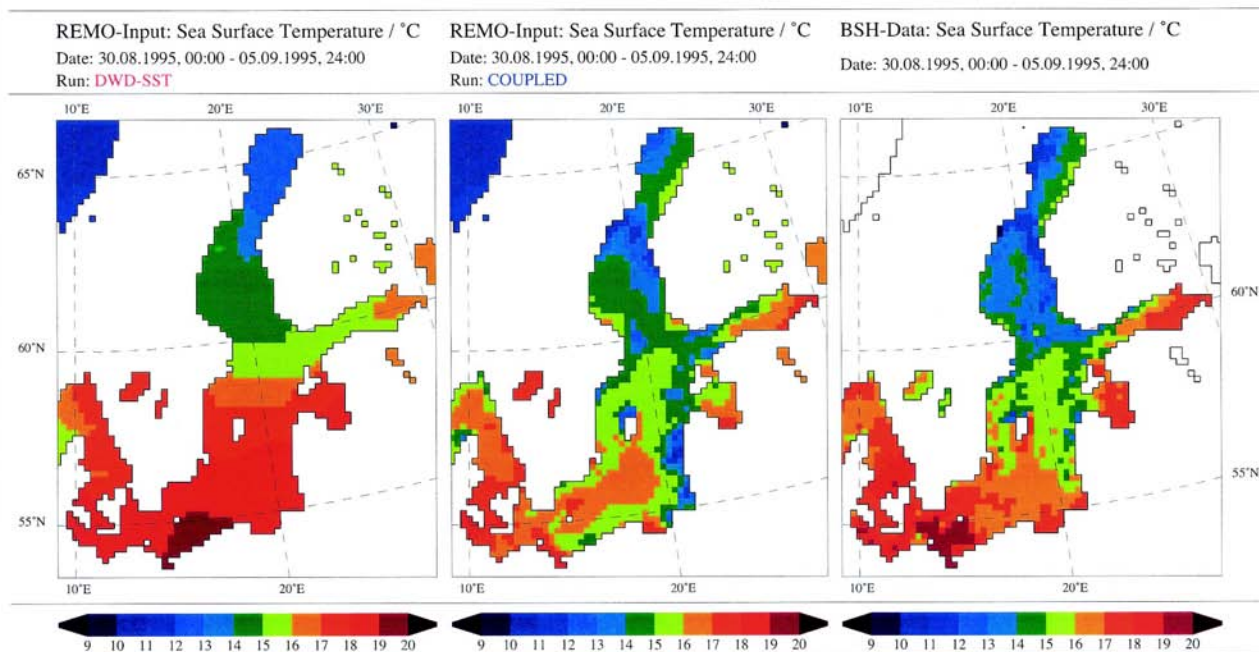 REMO-Input: Sea Surface Temperature / °C
Date: 30.08.1995, 00:00 - 05.09.1995, 24:00
Run: DWD-SST
REMO-Input: Sea Surface Temperature / °C
Date: 30.08.1995, 00:00 - 05.09.1995, 24:00
Run: COUPLED
BSH-Data: Sea Surface Temperature / °C
Date: 30.08.1995, 00:00 - 05.09.1995, 24:00
10°E 20°E 30°E
10°E 20°E 30°E
10°E 20°E 30°E
65°N
60°N
55°N
60°N
55°N
10°E 20°E
10°E 20°E
10°E 20°E
9 10 11 12 13 14 15 16 17 18 19 20
9 10 11 12 13 14 15 16 17 18 19 20
9 10 11 12 13 14 15 16 17 18 19 20